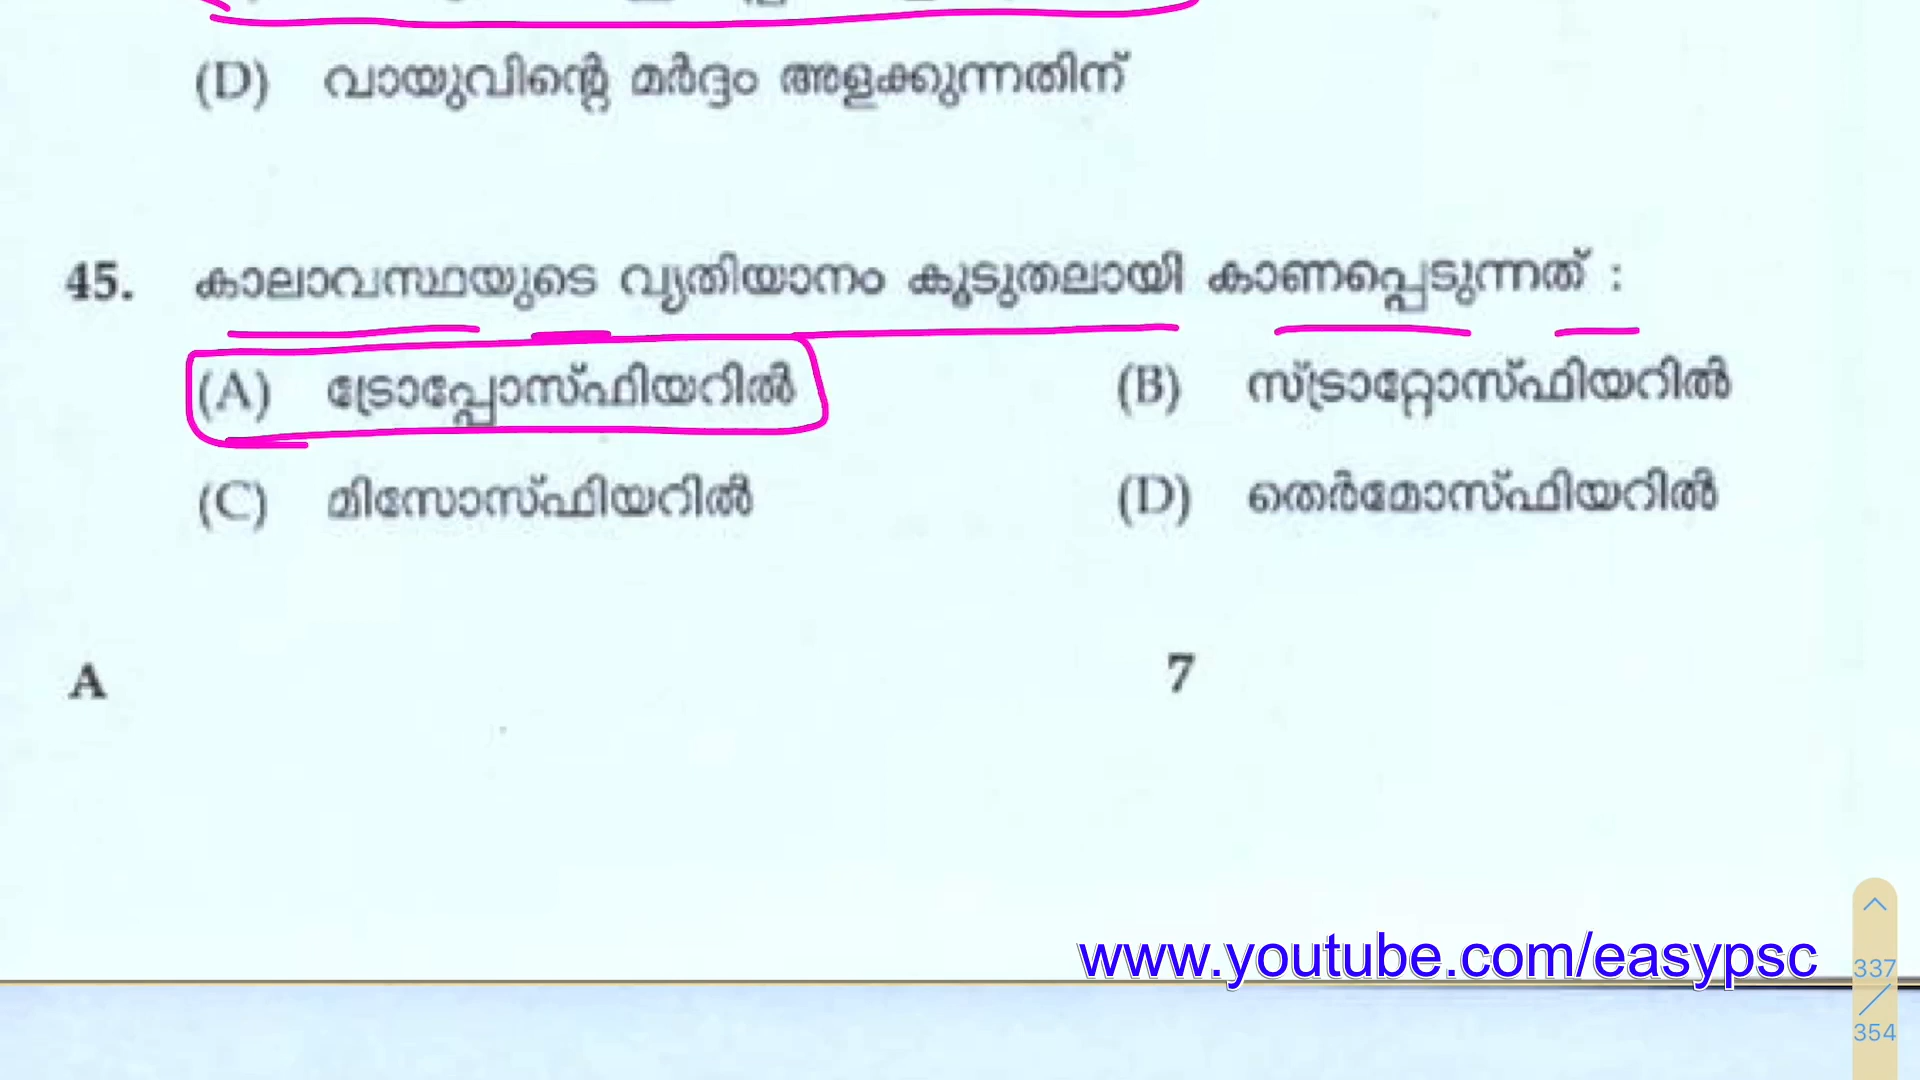 (D) വായുവിന്റെ മർദ്ദം അളക്കുന്നതിന്
45. കാലാവസ്ഥയുടെ വ്യതിയാനം കൂടുതലായി കാണപ്പെടുന്നത് :
(A) ട്രോപ്പോസ്ഫിയറിൽ (B) സ്ട്രാറ്റോസ്ഫിയറിൽ
(C) മിസോസ്ഫിയറിൽ (D) തെർമോസ്ഫിയറിൽ
A 7
www.youtube.com/easypsc
337
/
354